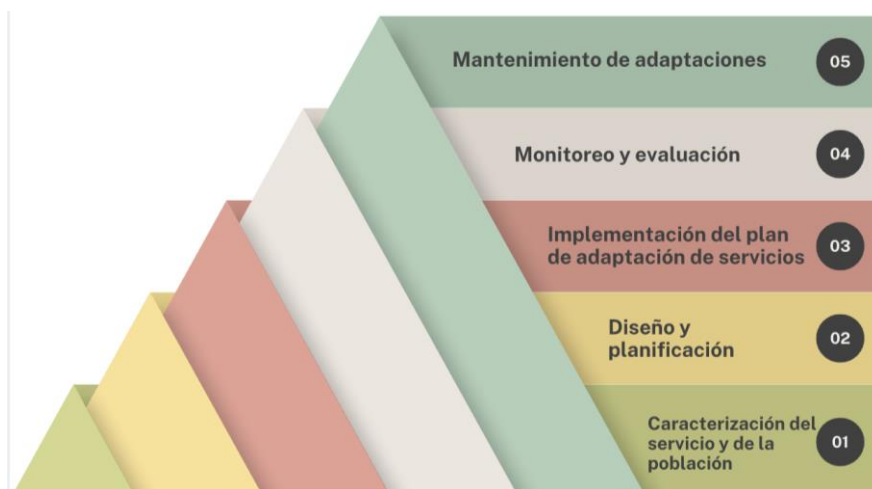 Mantenimiento de adaptaciones
05
Monitoreo y evaluación
04
Implementación del plan
de adaptación de servicios
03
Diseño y
planificación
02
Caracterización del
servicio y de la
población
01